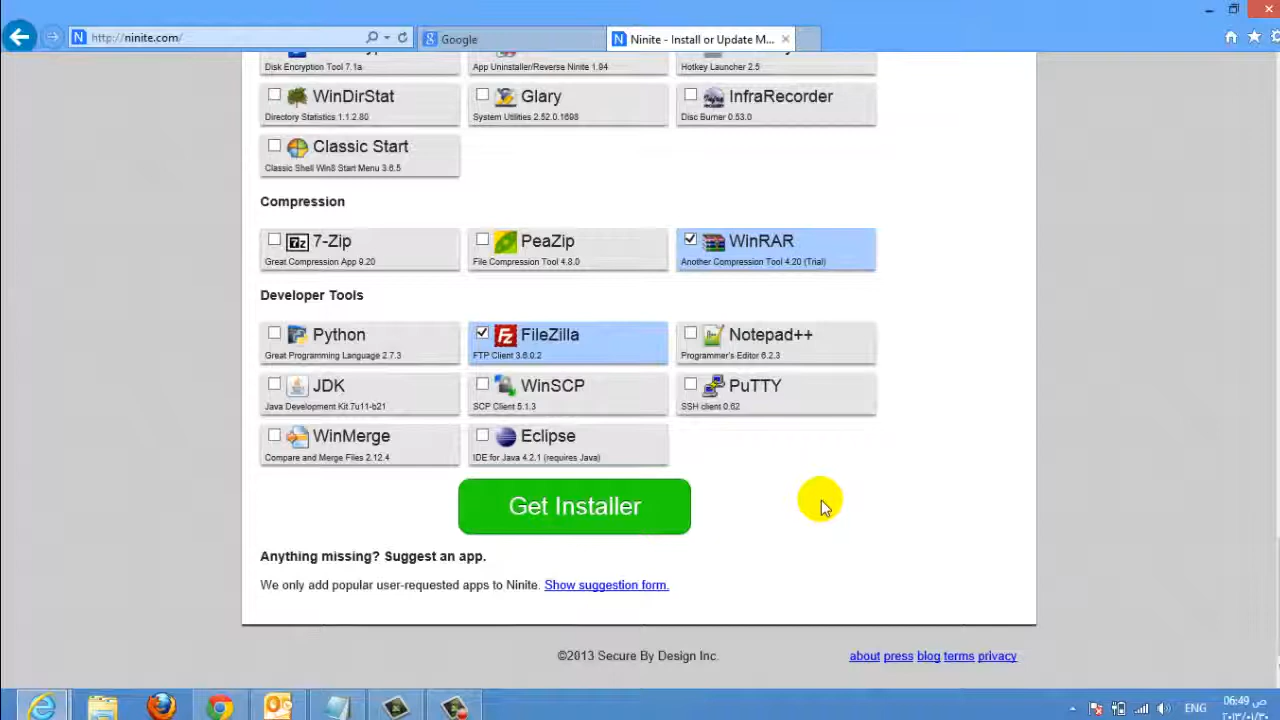 http://ninite.com/
Google
Ninite - Install or Update M...
Disk Encryption Tool 7.1a
App Uninstaller/Reverse Ninite 1.94
Hotkey Launcher 2.5
WinDirStat
Directory Statistics 1.1.2.80
Glary
System Utilities 2.52.0.1698
InfraRecorder
Disc Burner 0.53.0
Classic Start
Classic Shell Win8 Start Menu 3.6.5
Compression
7-Zip
Great Compression App 9.20
PeaZip
File Compression Tool 4.8.0
WinRAR
Another Compression Tool 4.20 (Trial)
Developer Tools
Python
Great Programming Language 2.7.3
FileZilla
FTP Client 3.6.0.2
Notepad++
Programmer's Editor 6.2.3
JDK
Java Development Kit 7u11-b21
WinSCP
SCP Client 5.1.3
PuTTY
SSH client 0.62
WinMerge
Compare and Merge Files 2.12.4
Eclipse
IDE for Java 4.2.1 (requires Java)
Get Installer
Anything missing? Suggest an app.
We only add popular user-requested apps to Ninite. Show suggestion form.
©2013 Secure By Design Inc.
about press blog terms privacy
ENG
06:49 ص